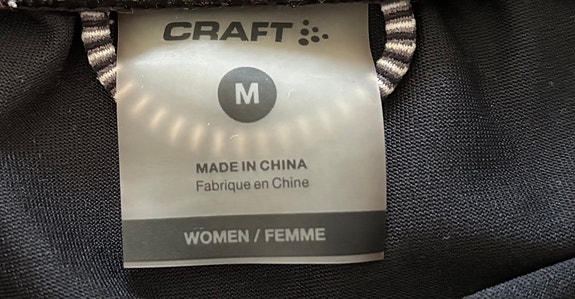 CRAFT
M
MADE IN CHINA
Fabrique en Chine
WOMEN / FEMME